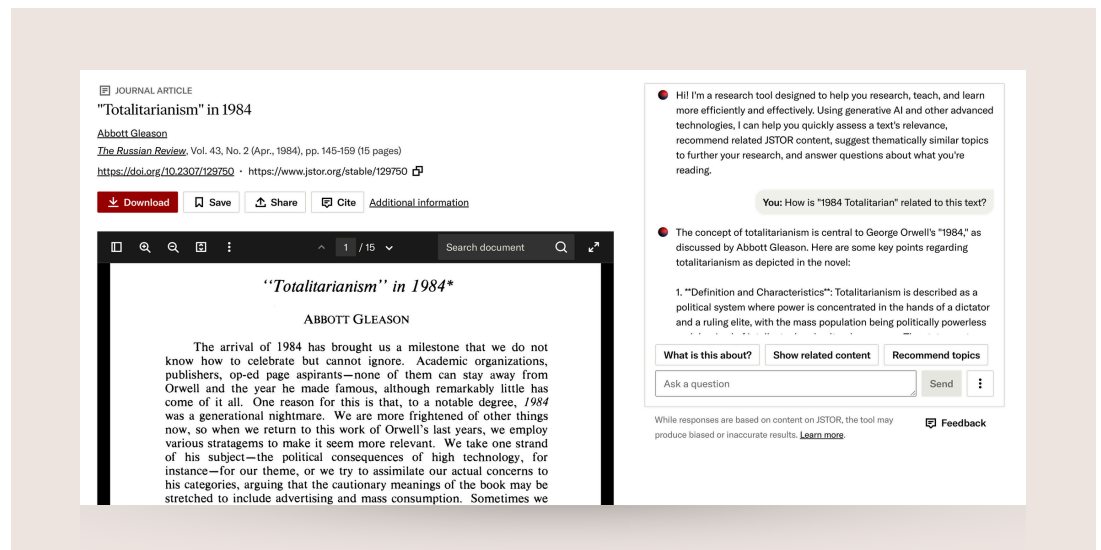 JOURNAL ARTICLE
"Totalitarianism" in 1984
Abbott Gleason
The Russian Review, Vol. 43, No. 2 (Apr., 1984), pp. 145-159 (15 pages)
https://doi.org/10.2307/129750 · https://www.jstor.org/stable/129750
Download Save Share Cite Additional information
1 / 15 Search document
"Totalitarianism" in 1984*
ABBOTT GLEASON
The arrival of 1984 has brought us a milestone that we do not
know how to celebrate but cannot ignore. Academic organizations,
publishers, op-ed page aspirants—none of them can stay away from
Orwell and the year he made famous, although remarkably little has
come of it all. One reason for this is that, to a notable degree, 1984
was a generational nightmare. We are more frightened of other things
now, so when we return to this work of Orwell's last years, we employ
various stratagems to make it seem more relevant. We take one strand
of his subject—the political consequences of high technology, for
instance—for our theme, or we try to assimilate our actual concerns to
his categories, arguing that the cautionary meanings of the book may be
stretched to include advertising and mass consumption. Sometimes we
Hi! I'm a research tool designed to help you research, teach, and learn
more efficiently and effectively. Using generative AI and other advanced
technologies, I can help you quickly assess a text's relevance,
recommend related JSTOR content, suggest thematically similar topics
to further your research, and answer questions about what you're
reading.
You: How is "1984 Totalitarian" related to this text?
The concept of totalitarianism is central to George Orwell's "1984," as
discussed by Abbott Gleason. Here are some key points regarding
totalitarianism as depicted in the novel:
1. **Definition and Characteristics**: Totalitarianism is described as a
political system where power is concentrated in the hands of a dictator
and a ruling elite, with the mass population being politically powerless
What is this about? Show related content Recommend topics
Ask a question Send
While responses are based on content on JSTOR, the tool may
produce biased or inaccurate results. Learn more.
Feedback